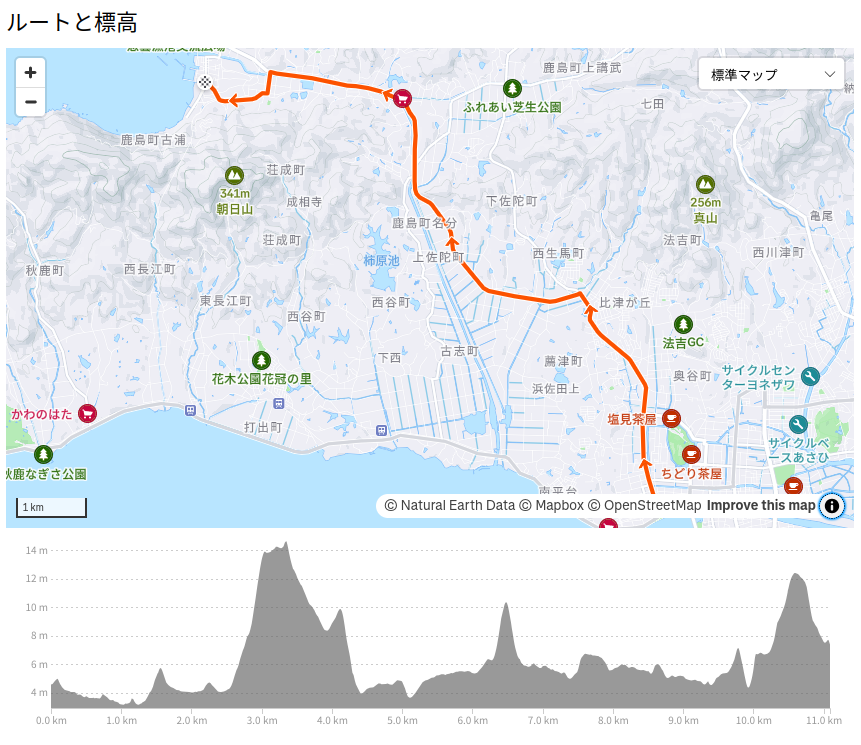 ルートと標高
恵曇漁港交流広場
+
−
標準マップ
鹿島町上講武
ふれあい芝生公園
七田
鹿島町古浦
荘成町
341m
朝日山
成相寺
下佐陀町
256m
真山
亀尾
鹿島町名分
荘成町
法吉町
西川津町
上佐陀町
西生馬町
柿原池
秋鹿町
西長江町
東長江町
西谷町
西谷町
比津が丘
法吉GC
古志町
下西
薦津町
奥谷町
サイクルセン
ターヨネザワ
花木公園花冠の里
浜佐田上
かわのはた
塩見茶屋
打出町
サイクルベ
ースあさひ
秋鹿なぎさ公園
ちどり茶屋
南平台
1 km
© Natural Earth Data © Mapbox © OpenStreetMap Improve this map
14 m
12 m
10 m
8 m
6 m
4 m
0.0 km 1.0 km 2.0 km 3.0 km 4.0 km 5.0 km 6.0 km 7.0 km 8.0 km 9.0 km 10.0 km 11.0 km